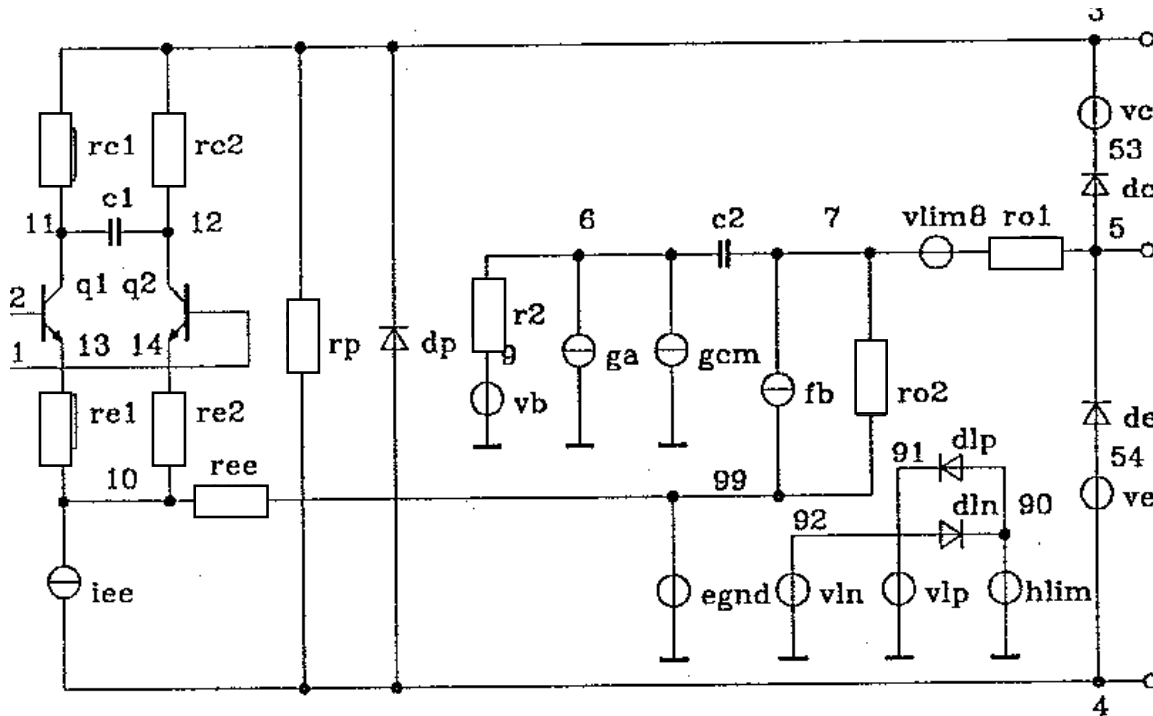 3
rc1
rc2
vc
53
dc
c1
11
12
6
c2
7
vlim8
ro1
5
2
q1
q2
r2
13
14
rp
dp
9
ga
gcm
1
vb
fb
ro2
re1
re2
de
dlp
91
54
10
ree
99
dln
90
ve
92
iee
egnd
vln
vlp
hlim
4